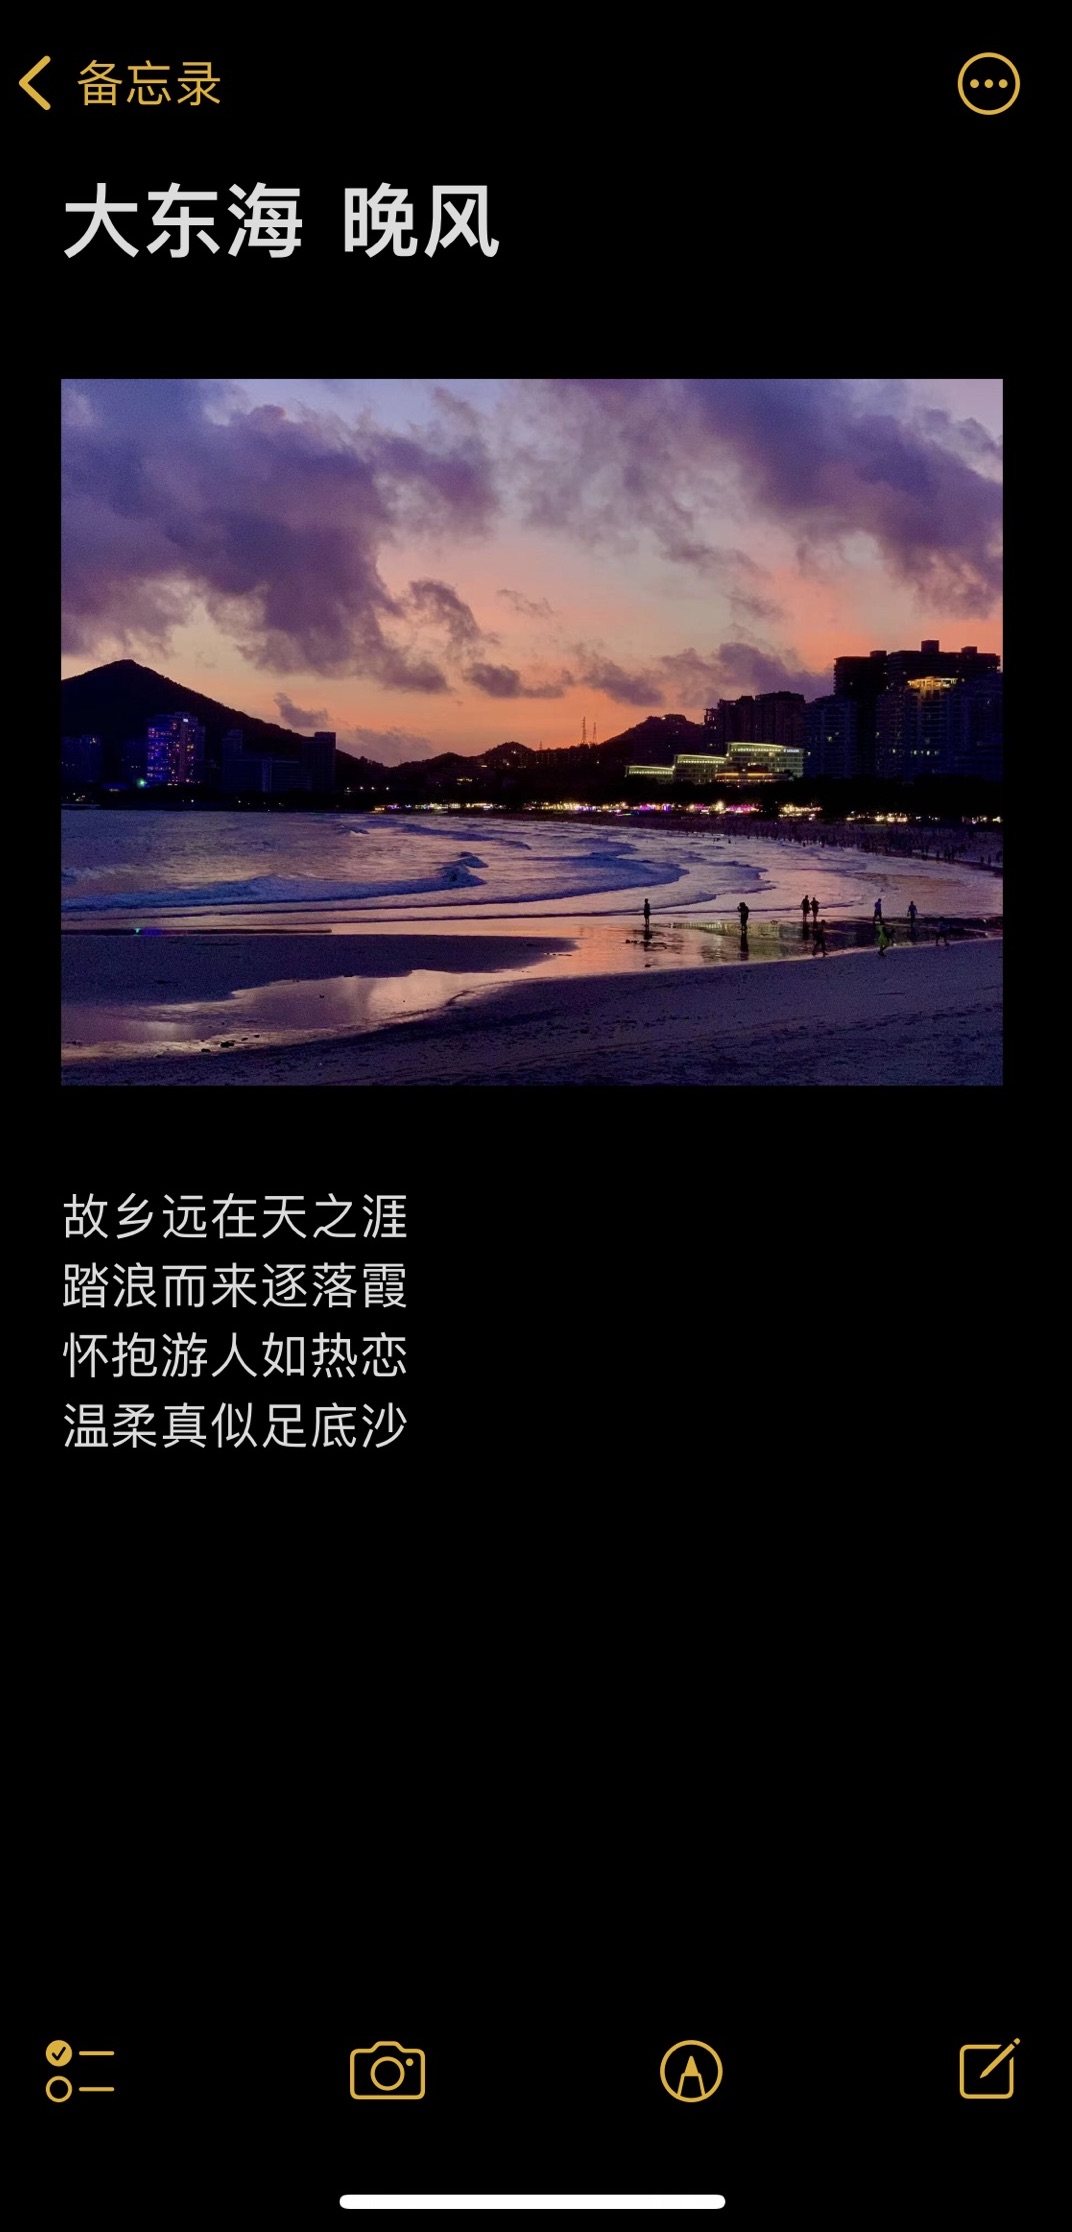 备忘录
大东海 晚风
故乡远在天之涯
踏浪而来逐落霞
怀抱游人如热恋
温柔真似足底沙